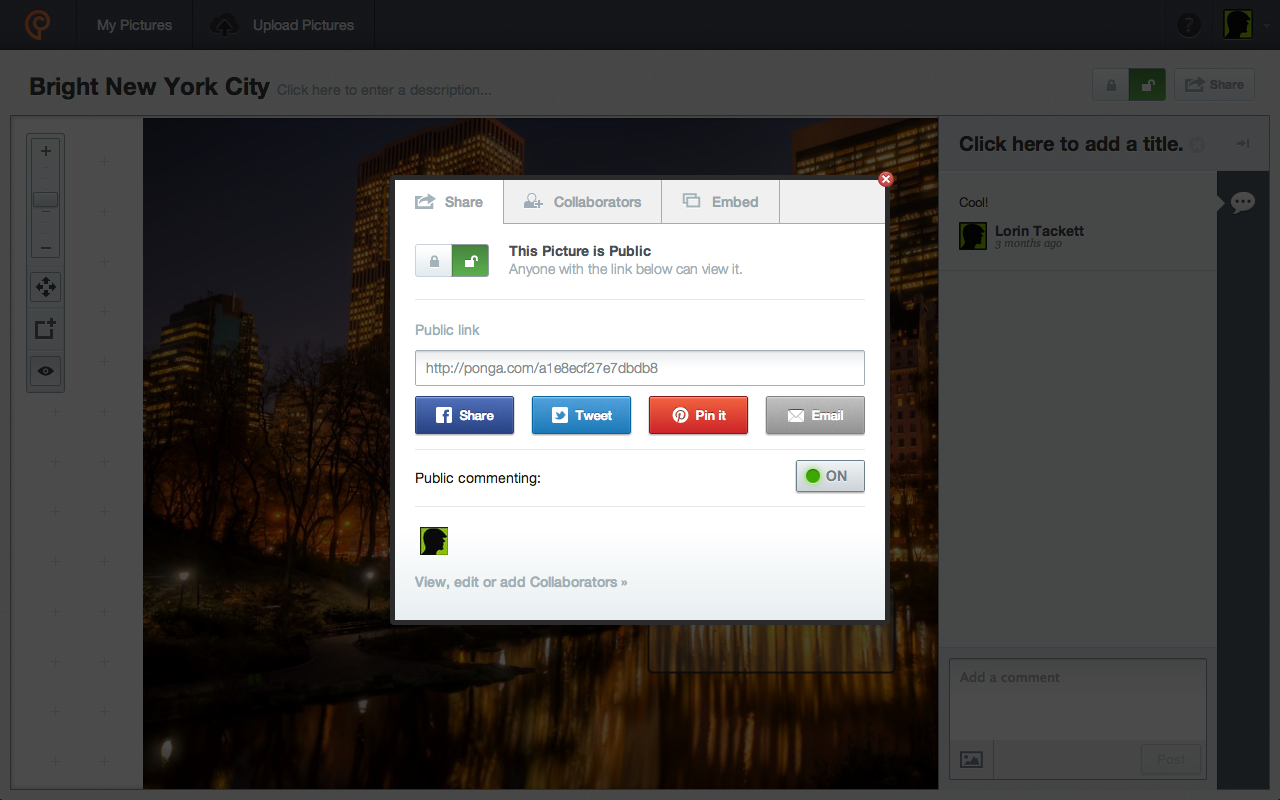 My Pictures
Upload Pictures
?
Bright New York City Click here to enter a description...
Share
Click here to add a title.
Cool!
Lorin Tackett
3 months ago
Share
Collaborators
Embed
This Picture is Public
Anyone with the link below can view it.
Public link
http://ponga.com/a1e8ecf27e7dbdb8
Share
Tweet
Pin it
Email
Public commenting:
ON
View, edit or add Collaborators »
Add a comment
Post